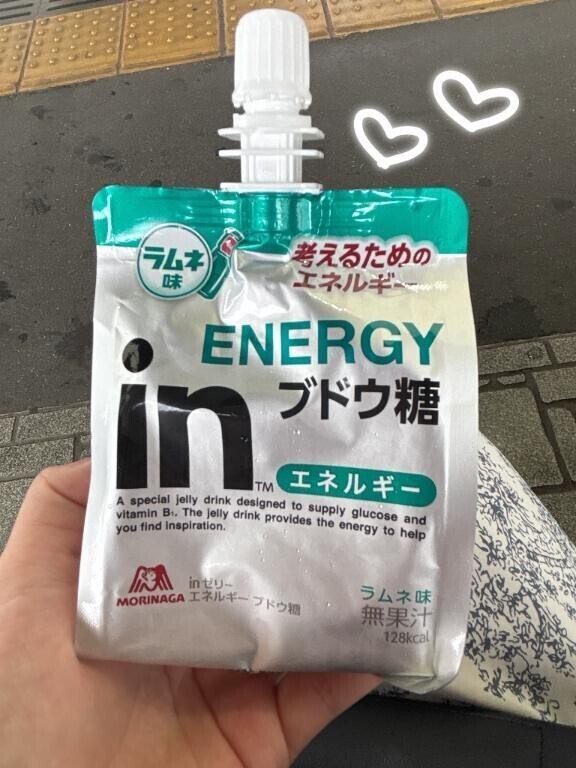 ラムネ
味
考えるための
エネルギー
ENERGY
in
ブドウ糖
TM
エネルギー
A special jelly drink designed to supply glucose and
vitamin B₁. The jelly drink provides the energy to help
you find inspiration.
MORINAGA
inゼリー
エネルギー ブドウ糖
ラムネ味
無果汁
128kcal